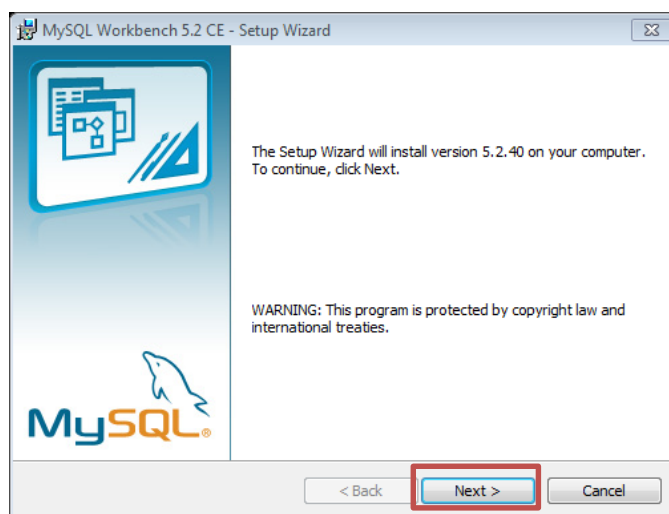 MySQL Workbench 5.2 CE - Setup Wizard
The Setup Wizard will install version 5.2.40 on your computer.
To continue, click Next.
WARNING: This program is protected by copyright law and
international treaties.
MySQL®
< Back Next > Cancel